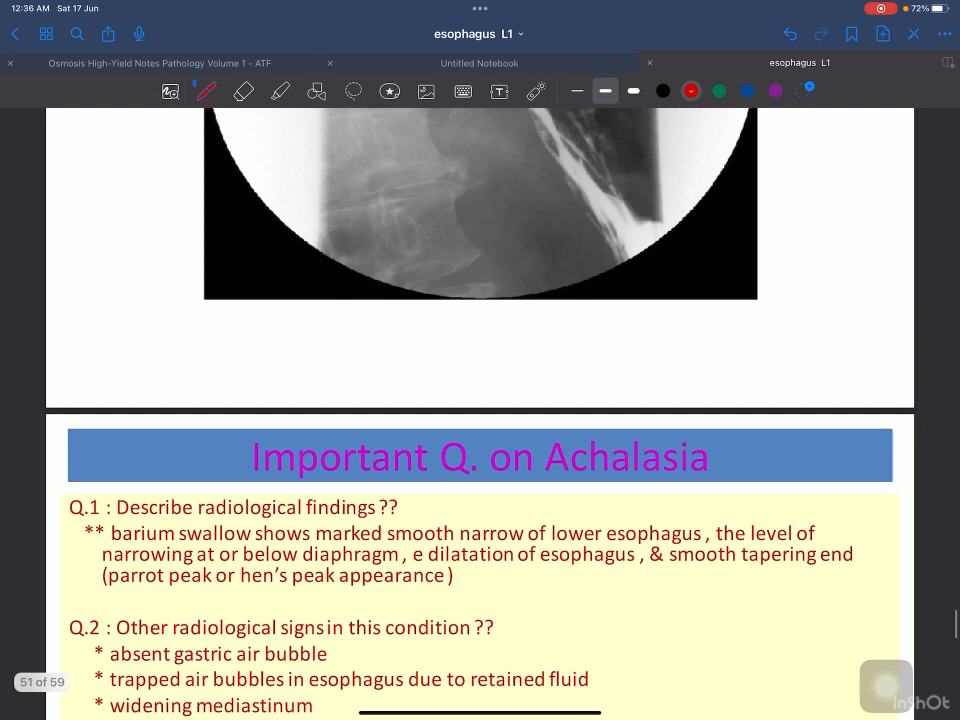 12:36 AM Sat 17 Jun
72%
esophagus L1
Osmosis High-Yield Notes Pathology Volume 1 - ATF
Untitled Notebook
esophagus L1
Important Q. on Achalasia
Q.1 : Describe radiological findings ??
** barium swallow shows marked smooth narrow of lower esophagus , the level of
narrowing at or below diaphragm , e dilatation of esophagus , & smooth tapering end
(parrot peak or hen's peak appearance )
Q.2 : Other radiological signs in this condition ??
* absent gastric air bubble
* trapped air bubbles in esophagus due to retained fluid
* widening mediastinum
51 of 59
InShOt